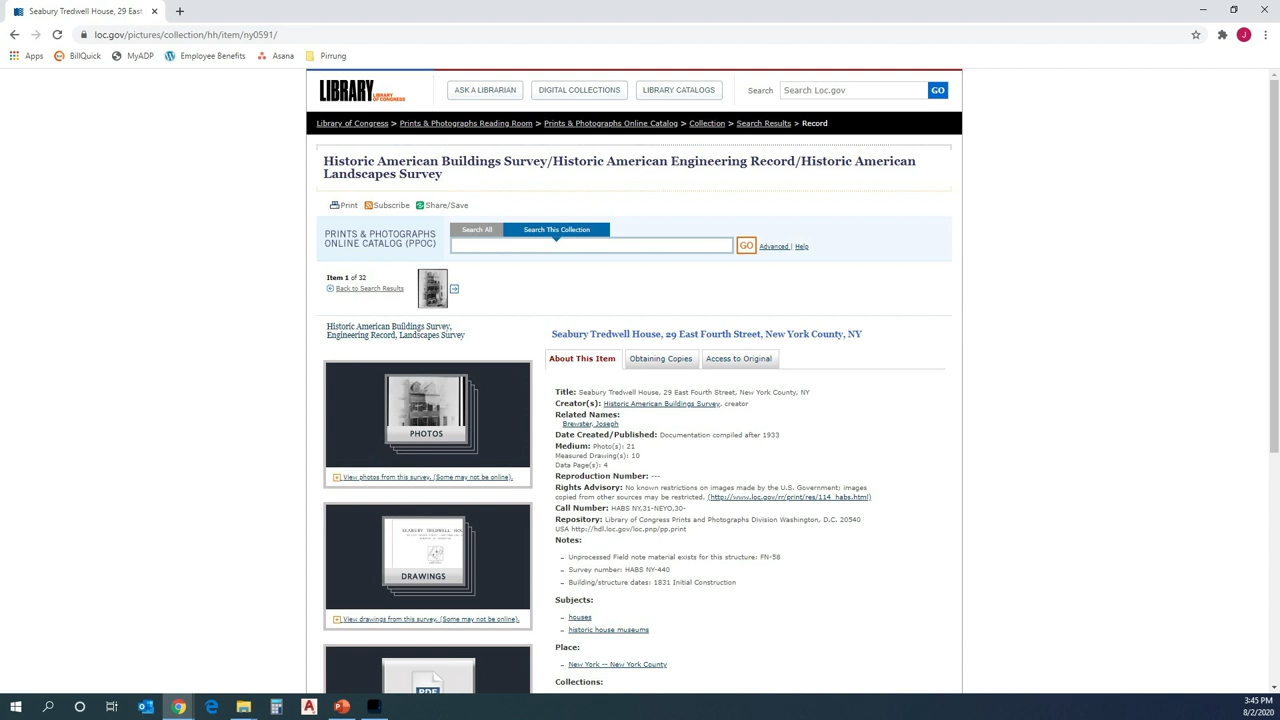 Seabury Tredwell House, 29 East
loc.gov/pictures/collection/hh/item/ny0591/
J
Apps BillQuick MyADP Employee Benefits Asana Pirrung
LIBRARY LIBRARY OF CONGRESS
ASK A LIBRARIAN DIGITAL COLLECTIONS LIBRARY CATALOGS Search Search Loc.gov GO
Library of Congress > Prints & Photographs Reading Room > Prints & Photographs Online Catalog > Collection > Search Results > Record
Historic American Buildings Survey/Historic American Engineering Record/Historic American
Landscapes Survey
Print Subscribe Share/Save
PRINTS & PHOTOGRAPHS
ONLINE CATALOG (PPOC)
Search All Search This Collection
GO Advanced | Help
Item 1 of 32
Back to Search Results
Historic American Buildings Survey,
Engineering Record, Landscapes Survey
PHOTOS
View photos from this survey. (Some may not be online).
SEABURY TREDWELL HOU
DRAWINGS
View drawings from this survey. (Some may not be online).
PDF
Seabury Tredwell House, 29 East Fourth Street, New York County, NY
About This Item Obtaining Copies Access to Original
Title: Seabury Tredwell House, 29 East Fourth Street, New York County, NY
Creator(s): Historic American Buildings Survey, creator
Related Names:
Brewster, Joseph
Date Created/Published: Documentation compiled after 1933
Medium: Photo(s): 21
Measured Drawing(s): 10
Data Page(s): 4
Reproduction Number: ---
Rights Advisory: No known restrictions on images made by the U.S. Government; images
copied from other sources may be restricted. (http://www.loc.gov/rr/print/res/114_habs.html)
Call Number: HABS NY,31-NEYO,30-
Repository: Library of Congress Prints and Photographs Division Washington, D.C. 20540
USA http://hdl.loc.gov/loc.pnp/pp.print
Notes:
– Unprocessed Field note material exists for this structure: FN-58
– Survey number: HABS NY-440
– Building/structure dates: 1831 Initial Construction
Subjects:
– houses
– historic house museums
Place:
– New York -- New York County
Collections:
3:45 PM
8/2/2020